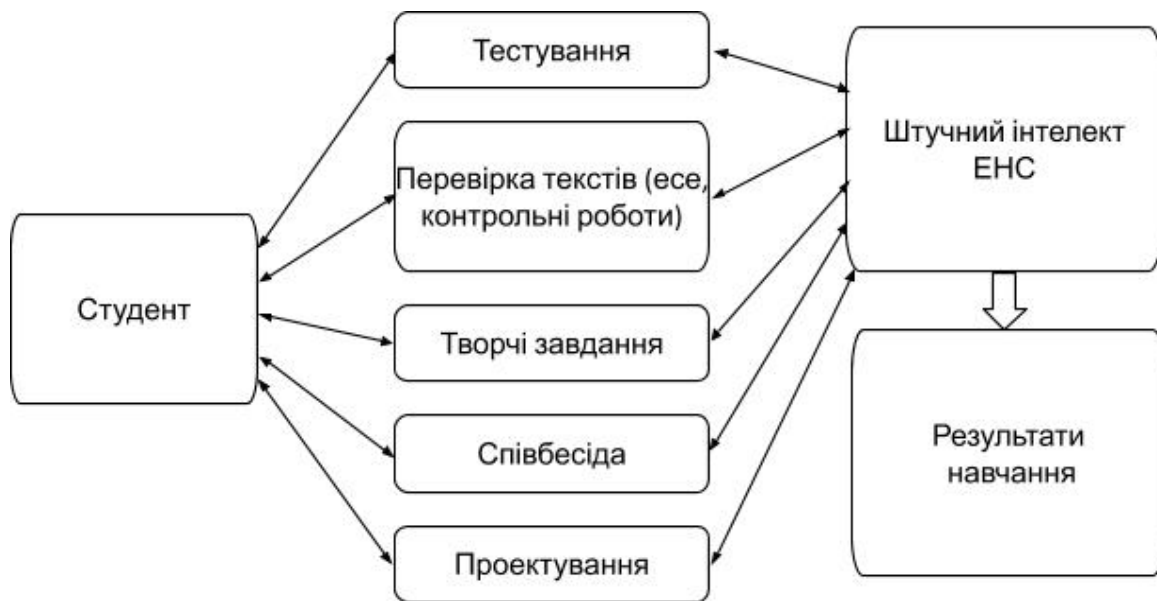 Студент
Тестування
Перевірка текстів (есе,
контрольні роботи)
Творчі завдання
Співбесіда
Проектування
Штучний інтелект
ЕНС
Результати
навчання